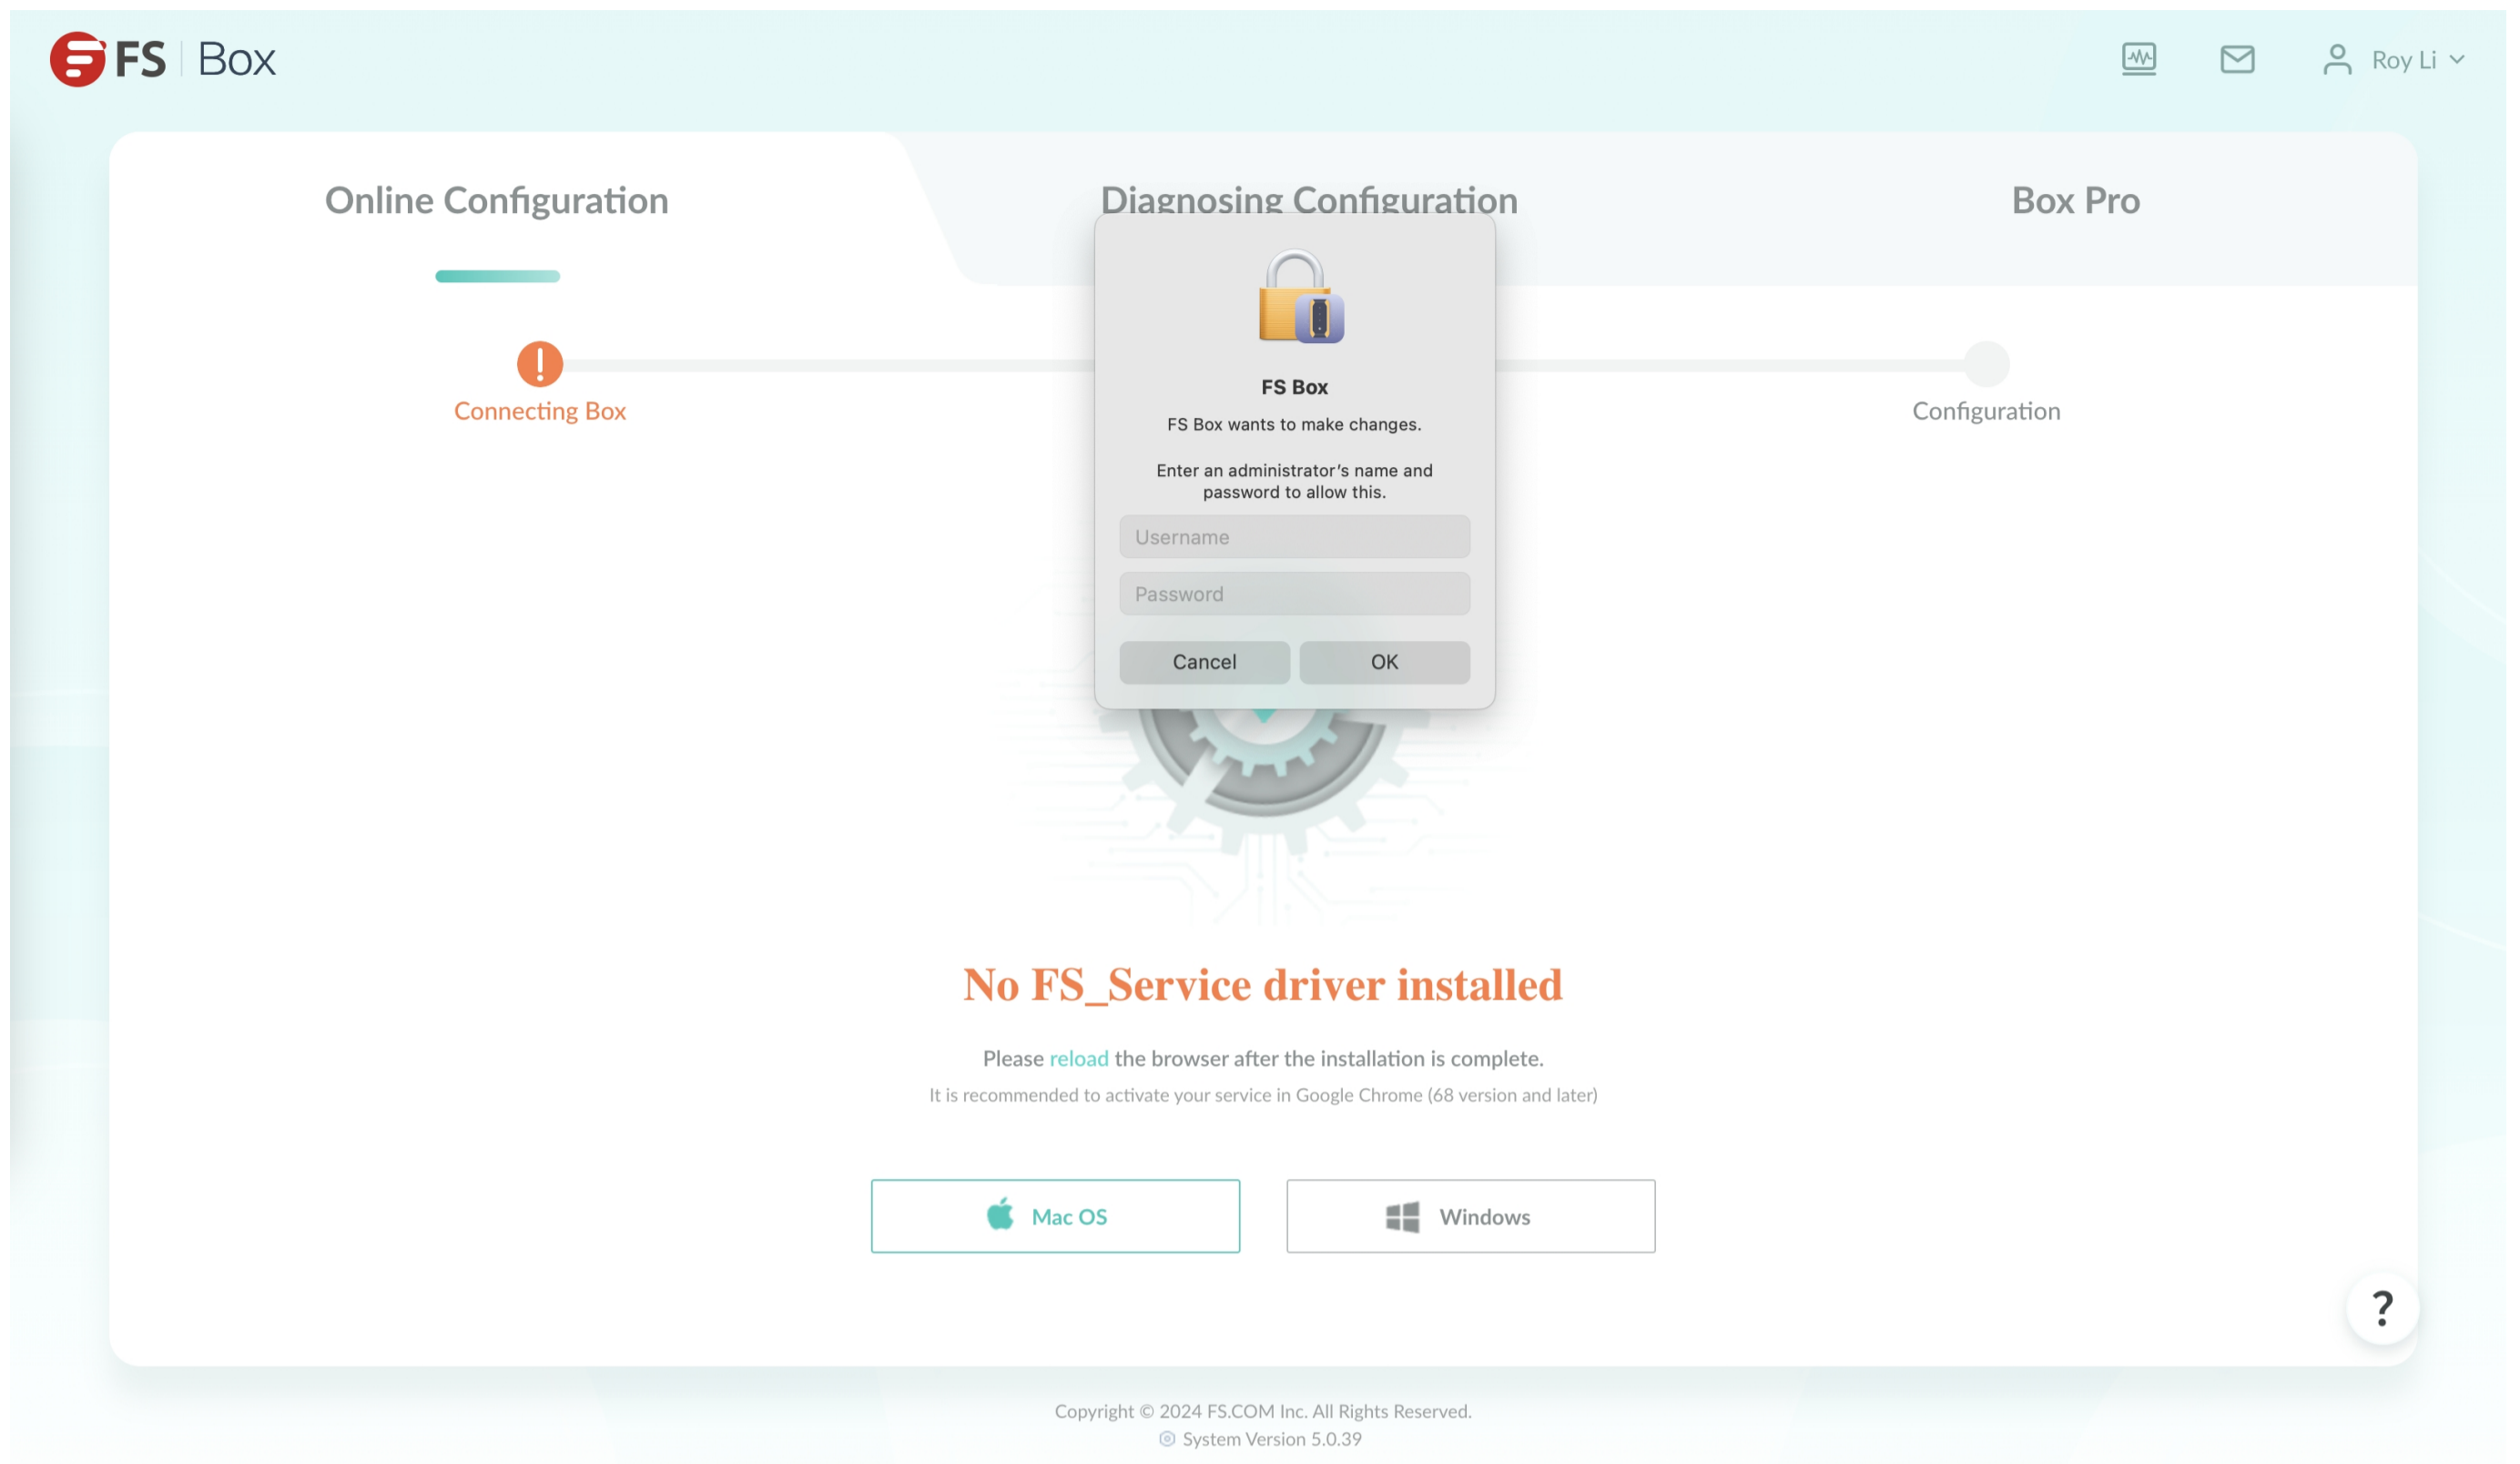 FS Box
Roy Li
Online Configuration
Diagnosing Configuration
Box Pro
Connecting Box
Configuration
FS Box
FS Box wants to make changes.
Enter an administrator's name and
password to allow this.
Username
Password
Cancel
OK
No FS_Service driver installed
Please reload the browser after the installation is complete.
It is recommended to activate your service in Google Chrome (68 version and later)
Mac OS
Windows
?
Copyright © 2024 FS.COM Inc. All Rights Reserved.
System Version 5.0.39